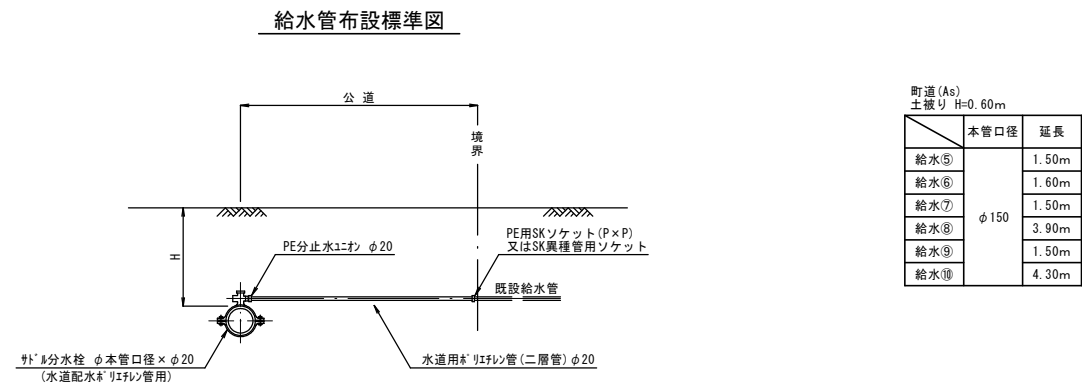 給水管布設標準図
公 道
境界
H
PE分止水ﾕﾆｵﾝ φ20
PE用SKソケット(P×P)
又はSK異種管用ソケット
既設給水管
ｻﾄﾞﾙ分水栓 φ本管口径×φ20
(水道配水ﾎﾟﾘｴﾁﾚﾝ管用)
水道用ﾎﾟﾘｴﾁﾚﾝ管(二層管)φ20
町道(As)
土被り H=0.60m
本管口径 延長
給水⑤ φ150 1.50m
給水⑥ 1.60m
給水⑦ 1.50m
給水⑧ 3.90m
給水⑨ 1.50m
給水⑩ 4.30m